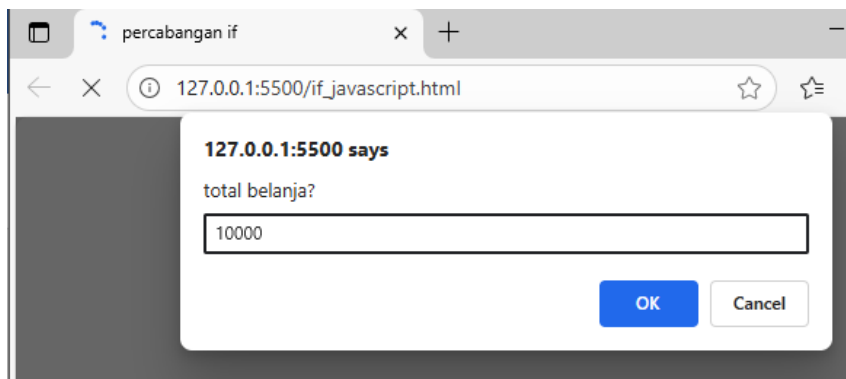 percabangan if
127.0.0.1:5500/if_javascript.html
127.0.0.1:5500 says
total belanja?
10000
OK Cancel